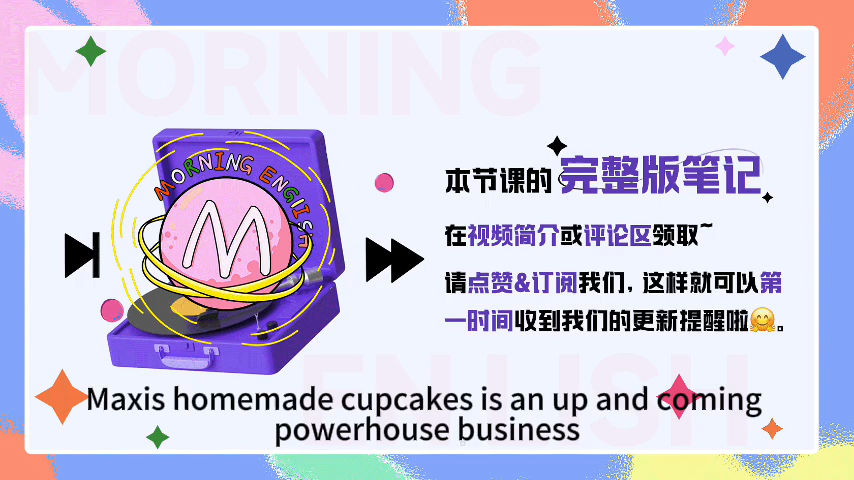 MORNING
MORNING ENGLISH
M
本节课的 完整版笔记
在视频简介或评论区领取~
请点赞&订阅我们，这样就可以第
一时间收到我们的更新提醒啦🤗。
ENGLISH
Maxis homemade cupcakes is an up and coming
powerhouse business